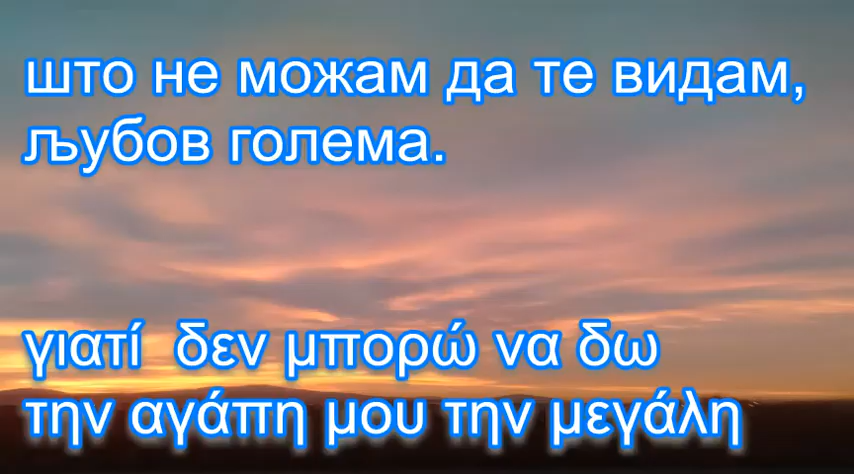 што не можам да те видам,
љубов голема.
γιατί  δεν μπορώ να δω
την αγάπη μου την μεγάλη